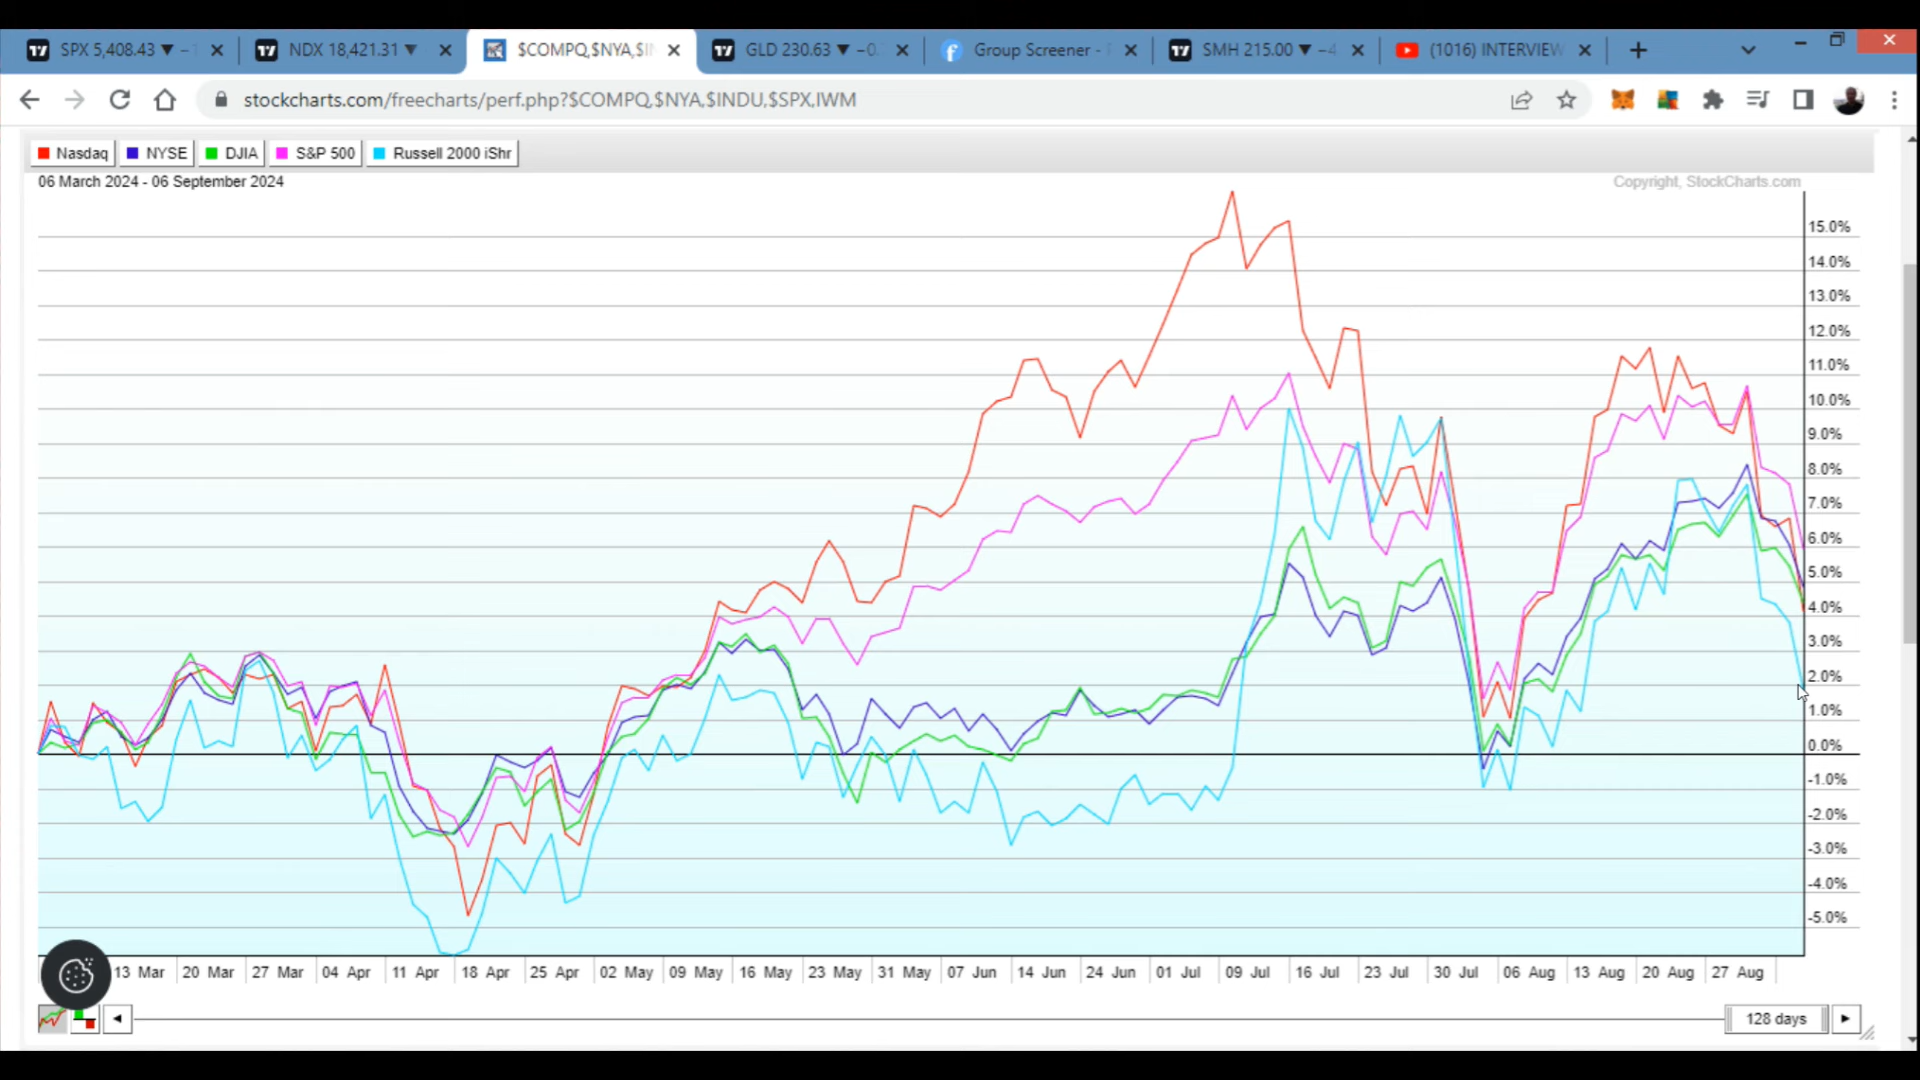 SPX 5,408.43 ▼ −
NDX 18,421.31 ▼
$COMPQ,$NYA,$IN
GLD 230.63 ▼ −0.
Group Screener -
SMH 215.00 ▼ −4
(1016) INTERVIEW
stockcharts.com/freecharts/perf.php?$COMPQ,$NYA,$INDU,$SPX,IWM
Nasdaq NYSE DJIA S&P 500 Russell 2000 iShr
06 March 2024 - 06 September 2024
Copyright, StockCharts.com
15.0%
14.0%
13.0%
12.0%
11.0%
10.0%
9.0%
8.0%
7.0%
6.0%
5.0%
4.0%
3.0%
2.0%
1.0%
0.0%
-1.0%
-2.0%
-3.0%
-4.0%
-5.0%
13 Mar 20 Mar 27 Mar 04 Apr 11 Apr 18 Apr 25 Apr 02 May 09 May 16 May 23 May 31 May 07 Jun 14 Jun 24 Jun 01 Jul 09 Jul 16 Jul 23 Jul 30 Jul 06 Aug 13 Aug 20 Aug 27 Aug
128 days